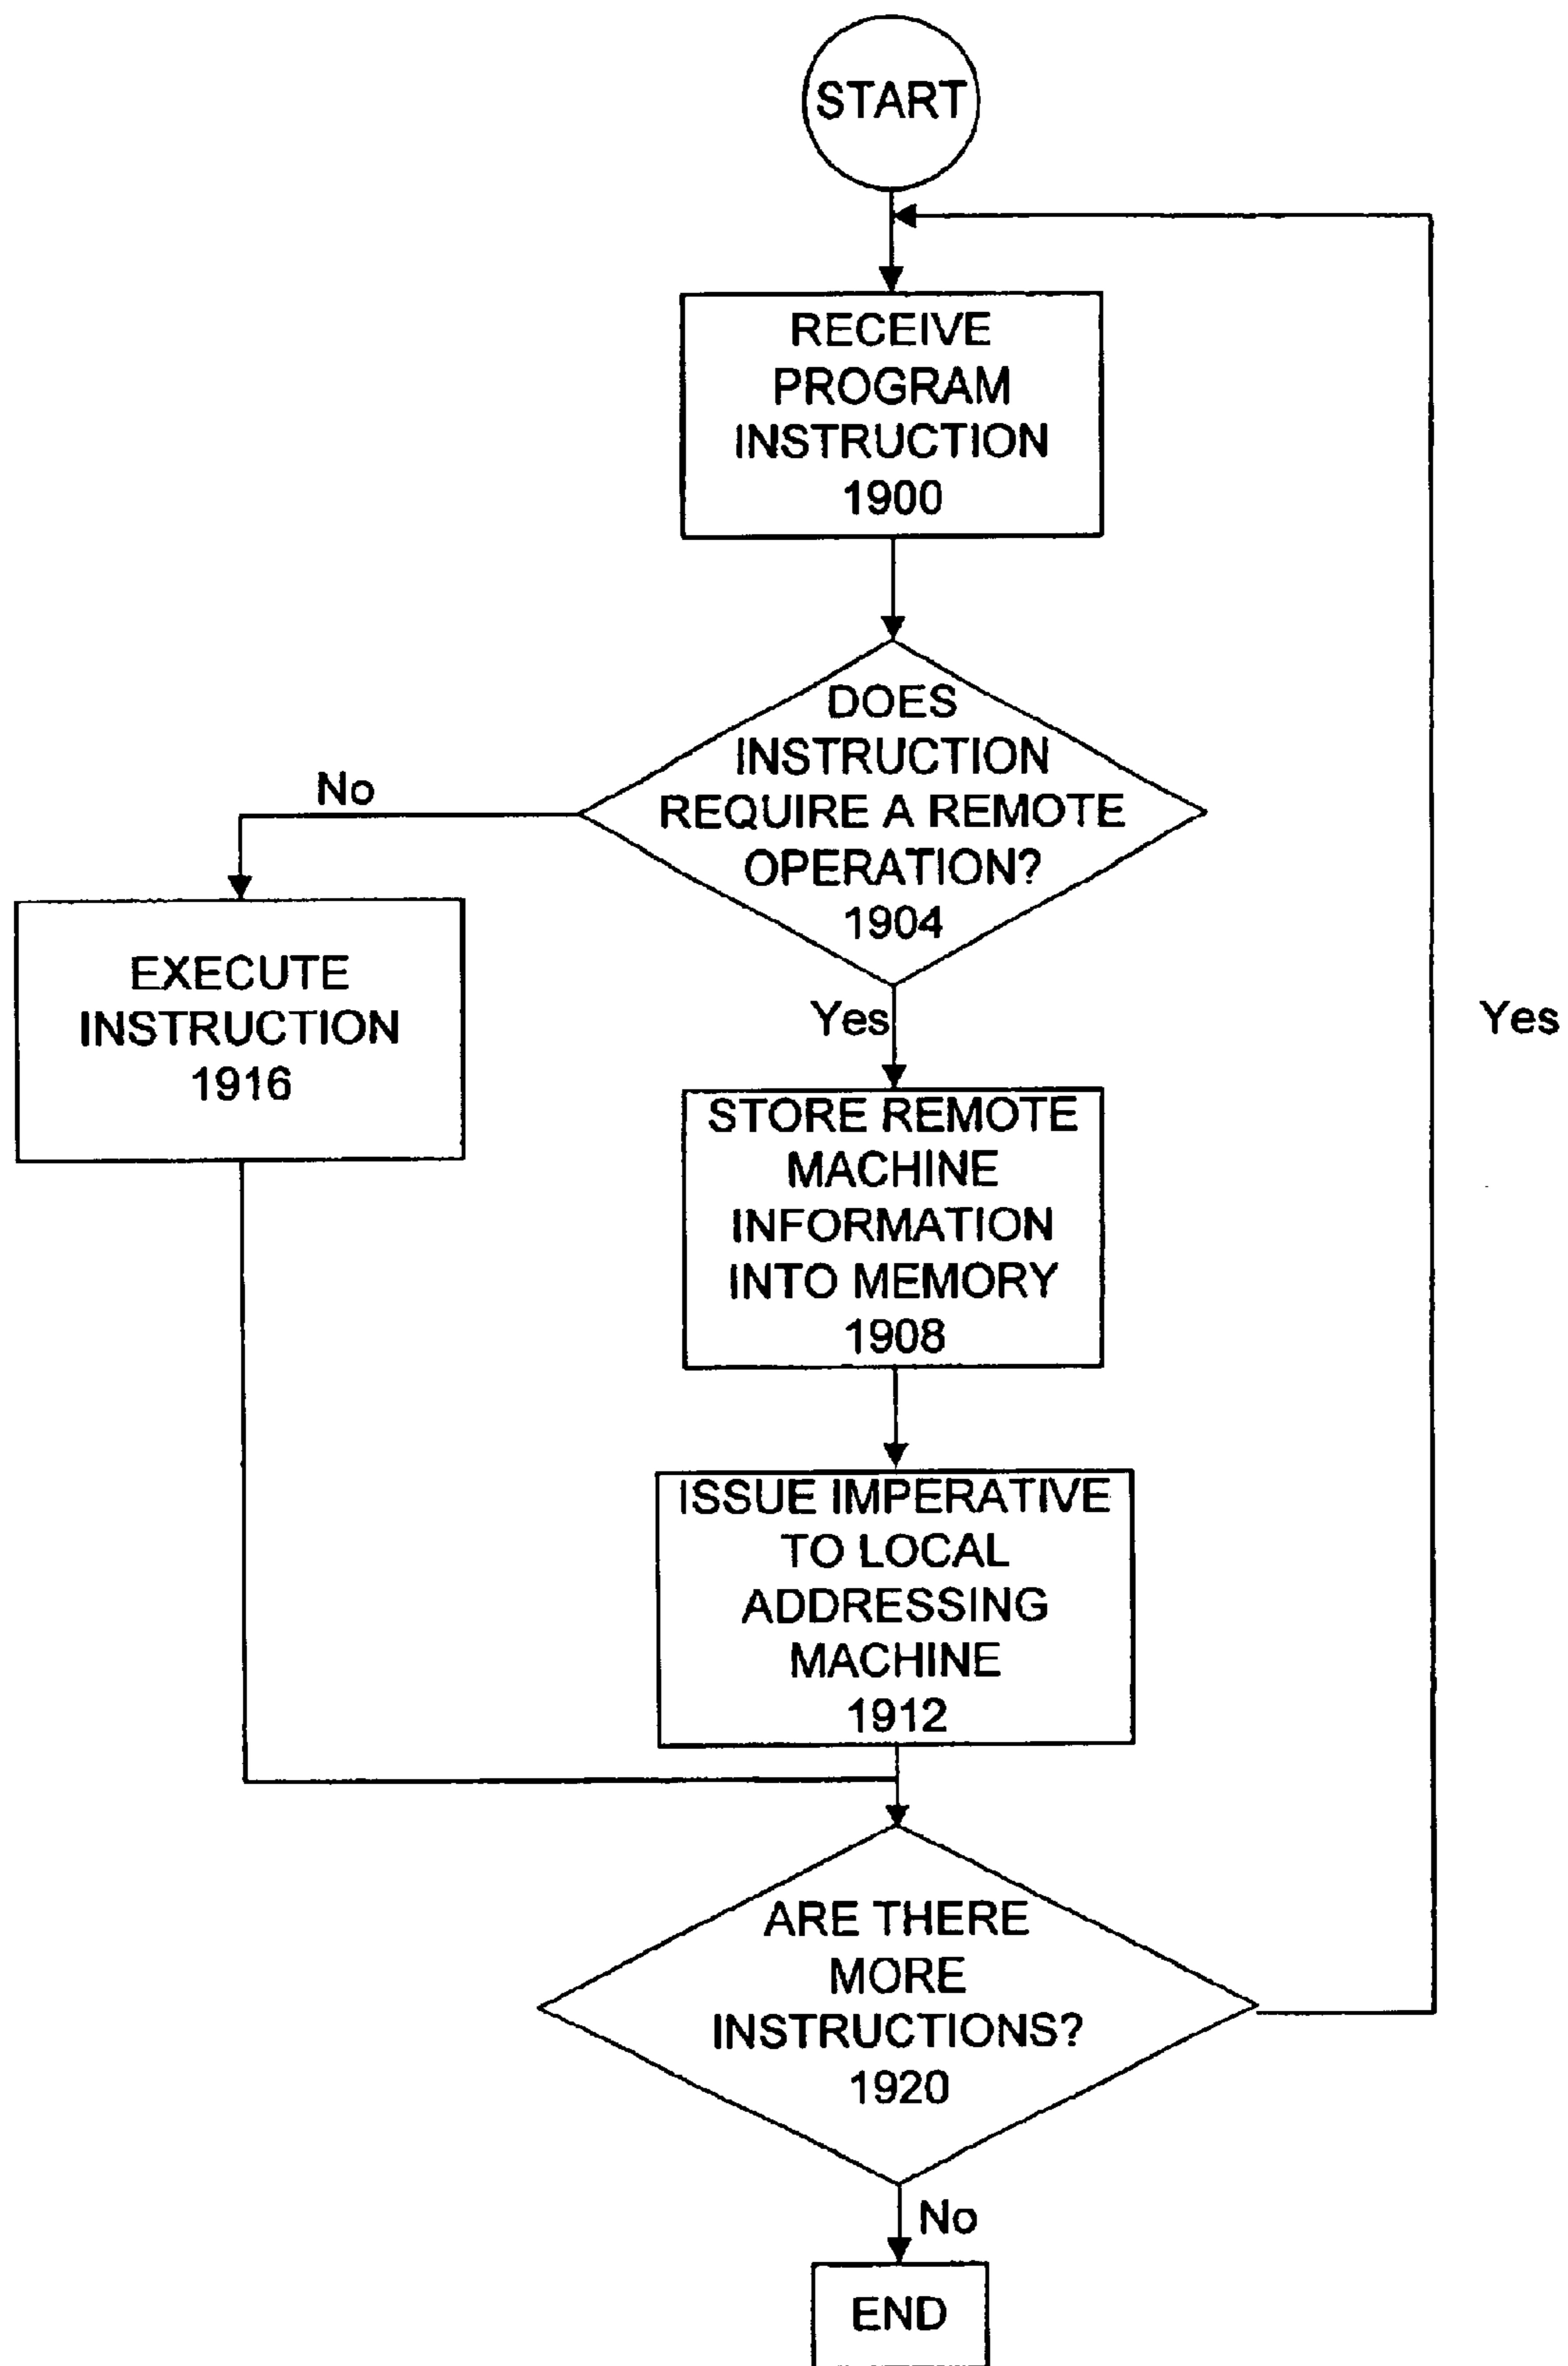 START
RECEIVE
PROGRAM
INSTRUCTION
1900
DOES
INSTRUCTION
REQUIRE A REMOTE
OPERATION?
1904
No
EXECUTE
INSTRUCTION
1916
Yes
Yes
STORE REMOTE
MACHINE
INFORMATION
INTO MEMORY
1908
ISSUE IMPERATIVE
TO LOCAL
ADDRESSING
MACHINE
1912
ARE THERE
MORE
INSTRUCTIONS?
1920
No
END